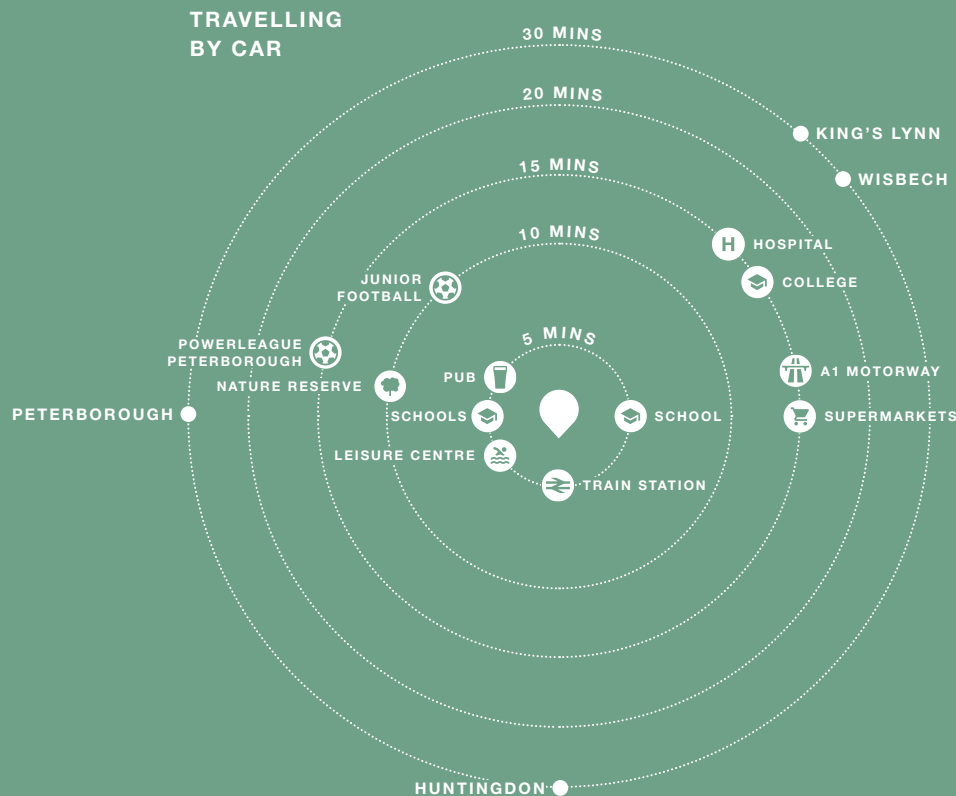 TRAVELLING
BY CAR
30 MINS
20 MINS
KING'S LYNN
15 MINS
WISBECH
10 MINS
H
HOSPITAL
JUNIOR
FOOTBALL
COLLEGE
5 MINS
POWERLEAGUE
PETERBOROUGH
A1 MOTORWAY
PUB
NATURE RESERVE
PETERBOROUGH
SCHOOLS
SCHOOL
SUPERMARKETS
LEISURE CENTRE
TRAIN STATION
HUNTINGDON